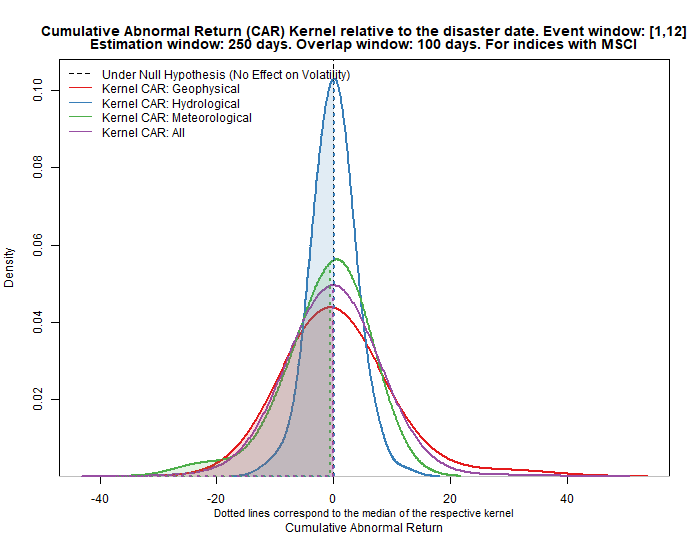 Cumulative Abnormal Return (CAR) Kernel relative to the disaster date. Event window: [1,12]
Estimation window: 250 days. Overlap window: 100 days. For indices with MSCI
Under Null Hypothesis (No Effect on Volatility)
Kernel CAR: Geophysical
Kernel CAR: Hydrological
Kernel CAR: Meteorological
Kernel CAR: All
Density
0.10
0.08
0.06
0.04
0.02
-40 -20 0 20 40
Dotted lines correspond to the median of the respective kernel
Cumulative Abnormal Return